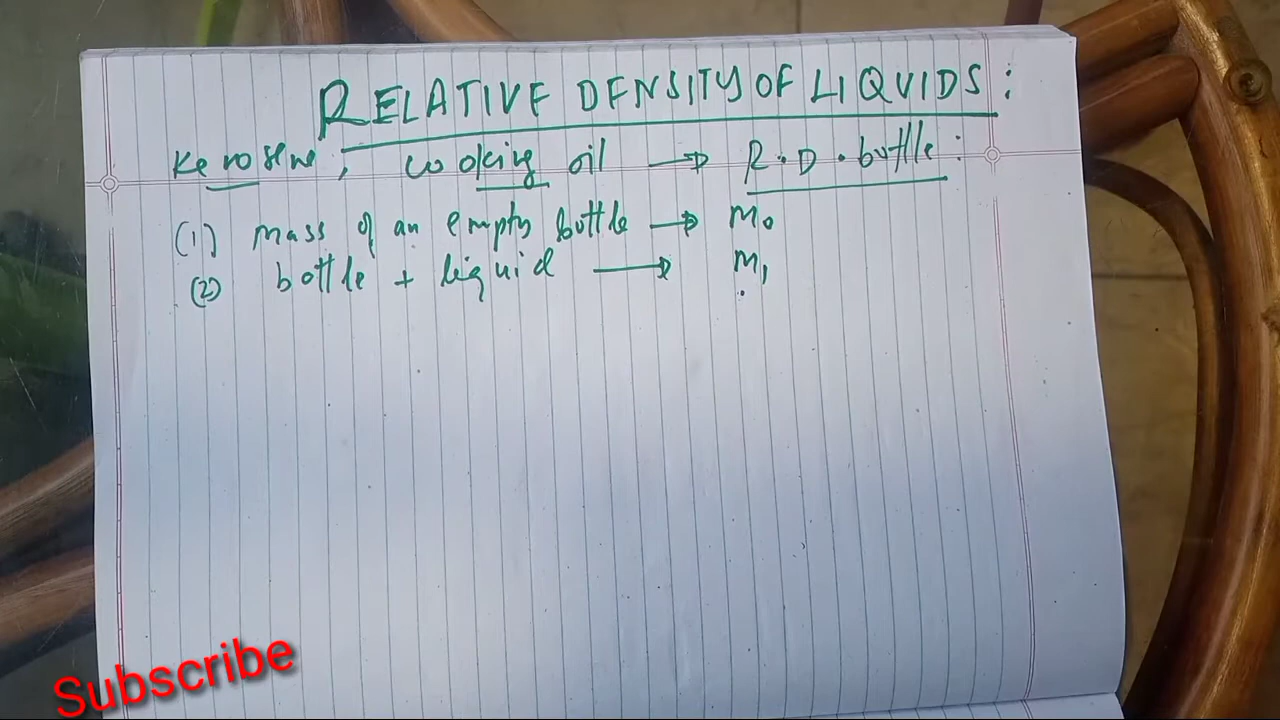 RELATIVE DENSITY OF LIQUIDS :
Kerosene, cooking oil → R.D. bottle :
(1) Mass of an empty bottle → M₀
(2) bottle + liquid → M₁
Subscribe